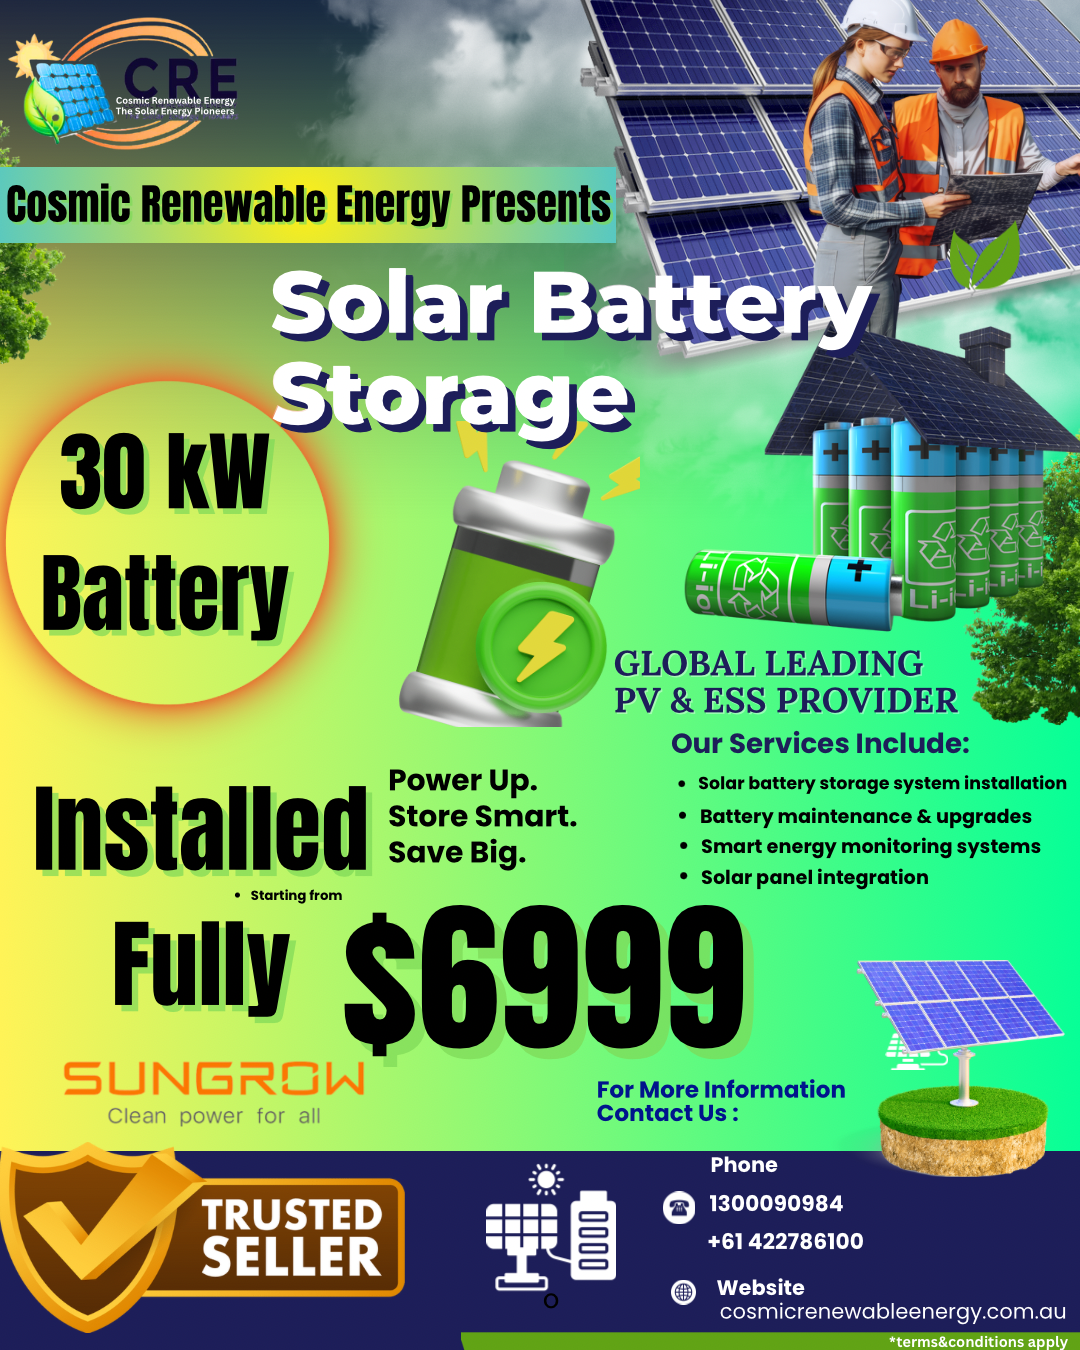 CRE
Cosmic Renewable Energy
The Solar Energy Pioneers
Cosmic Renewable Energy Presents
Solar Battery
Storage
30 kW
Battery
GLOBAL LEADING
PV & ESS PROVIDER
Our Services Include:
• Solar battery storage system installation
• Battery maintenance & upgrades
• Smart energy monitoring systems
• Solar panel integration
Power Up.
Store Smart.
Save Big.
Installed
• Starting from
Fully
$6999
SUNGROW
Clean power for all
For More Information
Contact Us :
TRUSTED
SELLER
Phone
1300090984
+61 422786100
Website
cosmicrenewableenergy.com.au
o
*terms&conditions apply